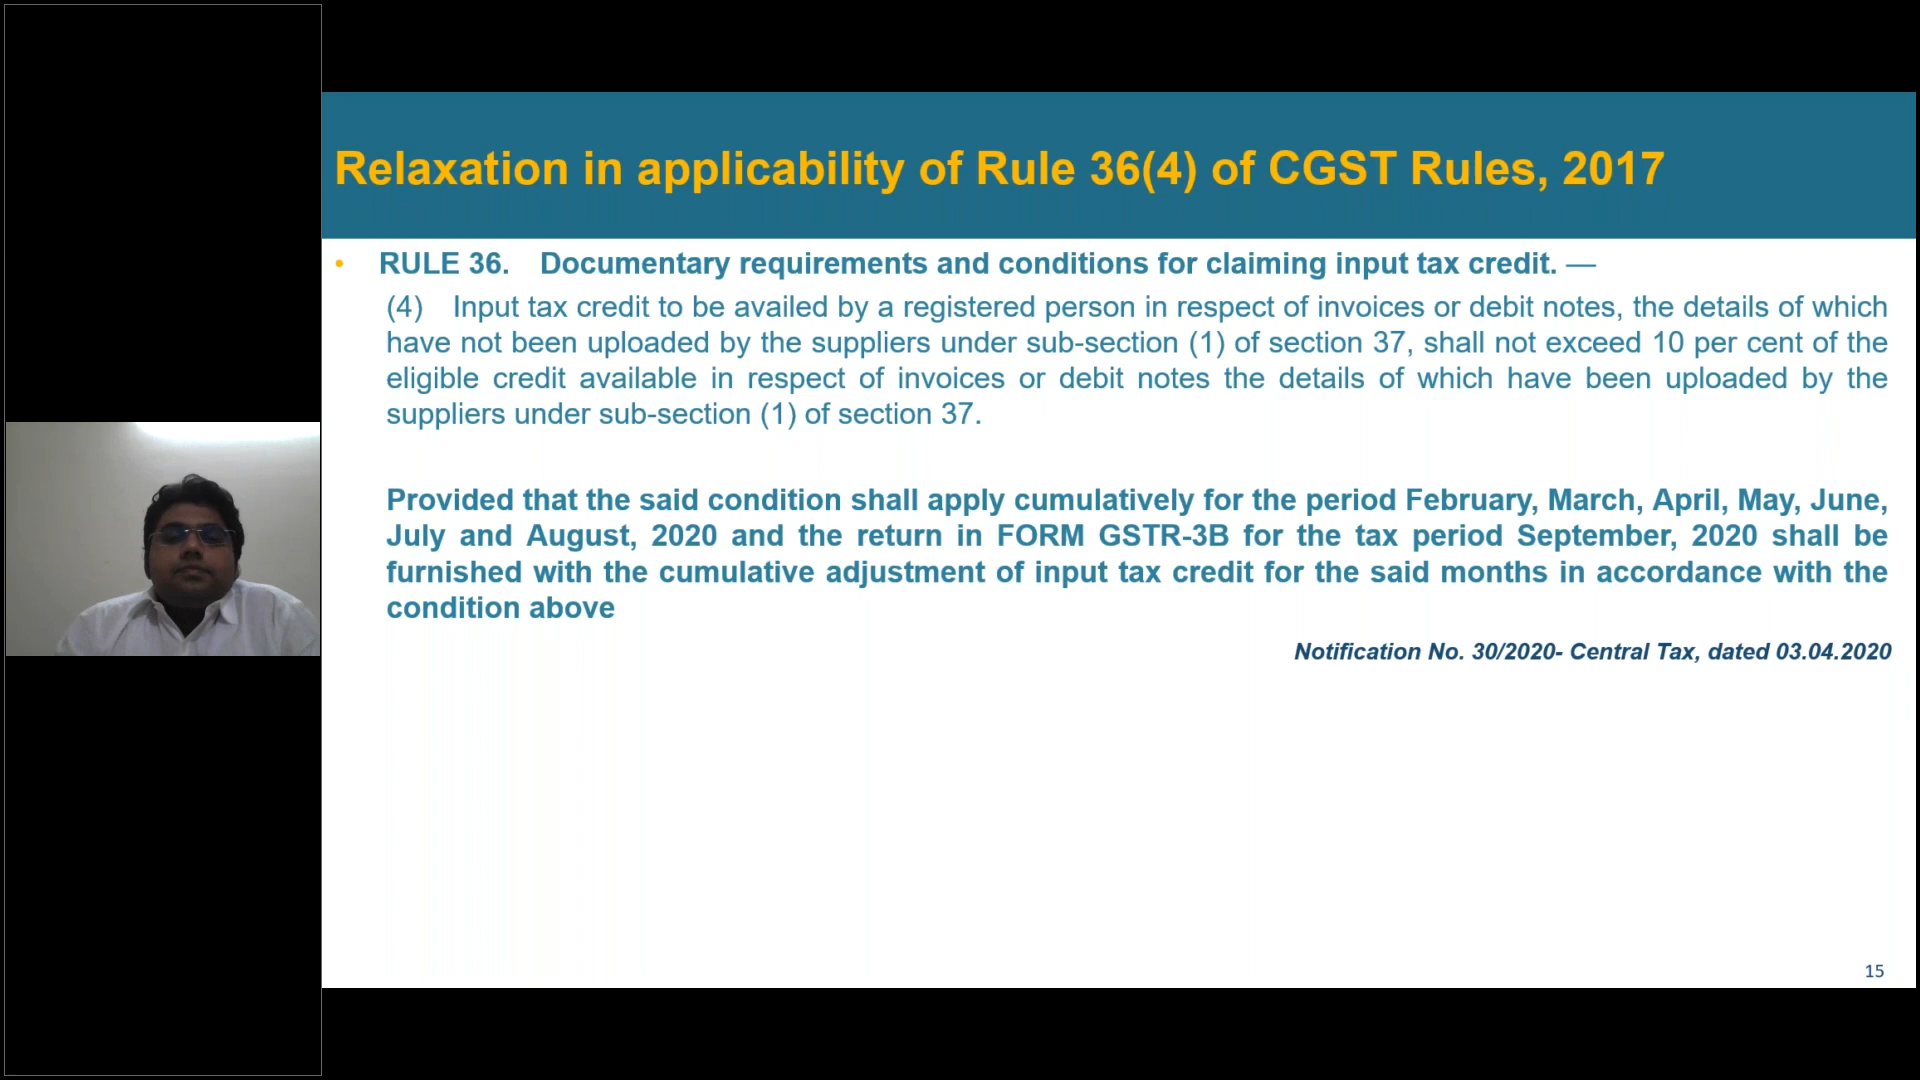 Relaxation in applicability of Rule 36(4) of CGST Rules, 2017
• RULE 36. Documentary requirements and conditions for claiming input tax credit. —
(4) Input tax credit to be availed by a registered person in respect of invoices or debit notes, the details of which
have not been uploaded by the suppliers under sub-section (1) of section 37, shall not exceed 10 per cent of the
eligible credit available in respect of invoices or debit notes the details of which have been uploaded by the
suppliers under sub-section (1) of section 37.
Provided that the said condition shall apply cumulatively for the period February, March, April, May, June,
July and August, 2020 and the return in FORM GSTR-3B for the tax period September, 2020 shall be
furnished with the cumulative adjustment of input tax credit for the said months in accordance with the
condition above
Notification No. 30/2020- Central Tax, dated 03.04.2020
15